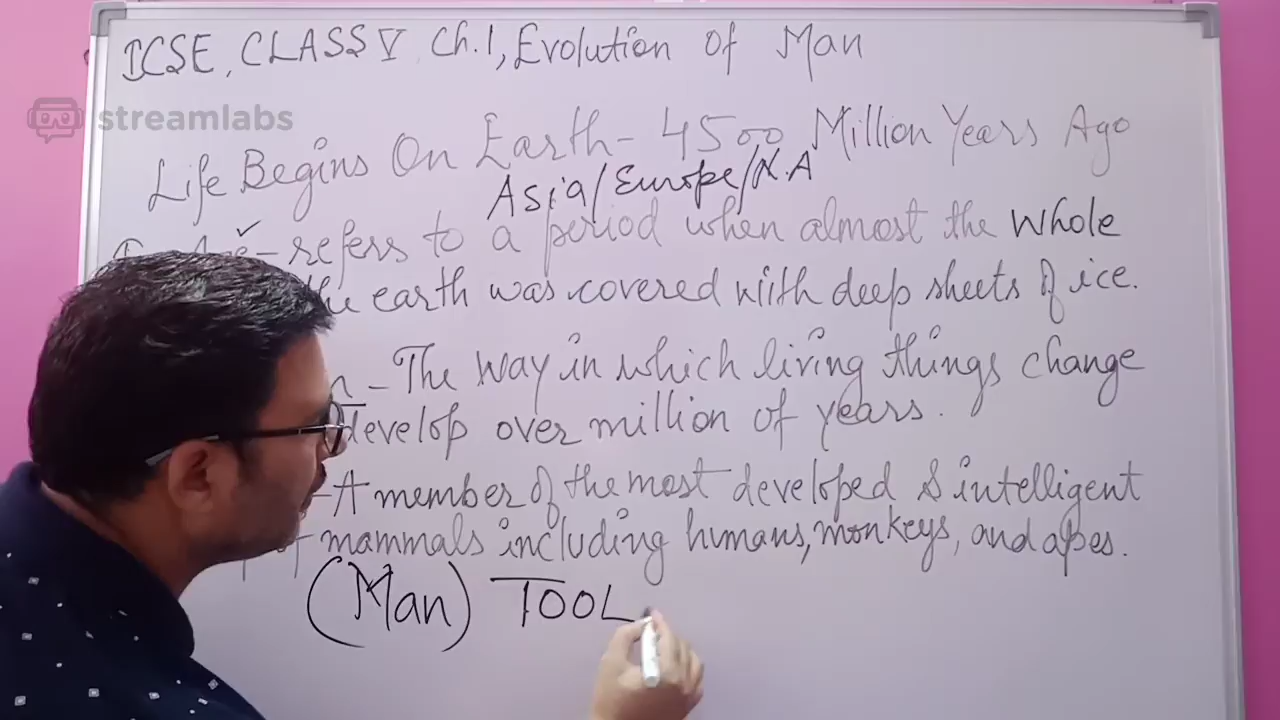 ICSE, CLASS V Ch.1, Evolution of Man
streamlabs
Life Begins On Earth - 4500 Million Years Ago
Asia/Europe/N.A
Age - refers to a period when almost the whole
the earth was covered with deep sheets of ice.
- The way in which living things change
develop over million of years.
- A member of the most developed & intelligent
of mammals including humans, monkeys, and apes.
(Man) TOOL